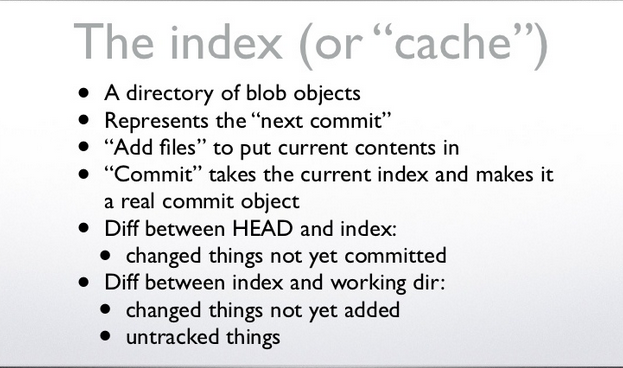 The index (or “cache”)
• A directory of blob objects
• Represents the “next commit”
• “Add files” to put current contents in
• “Commit” takes the current index and makes it
a real commit object
• Diff between HEAD and index:
• changed things not yet committed
• Diff between index and working dir:
• changed things not yet added
• untracked things